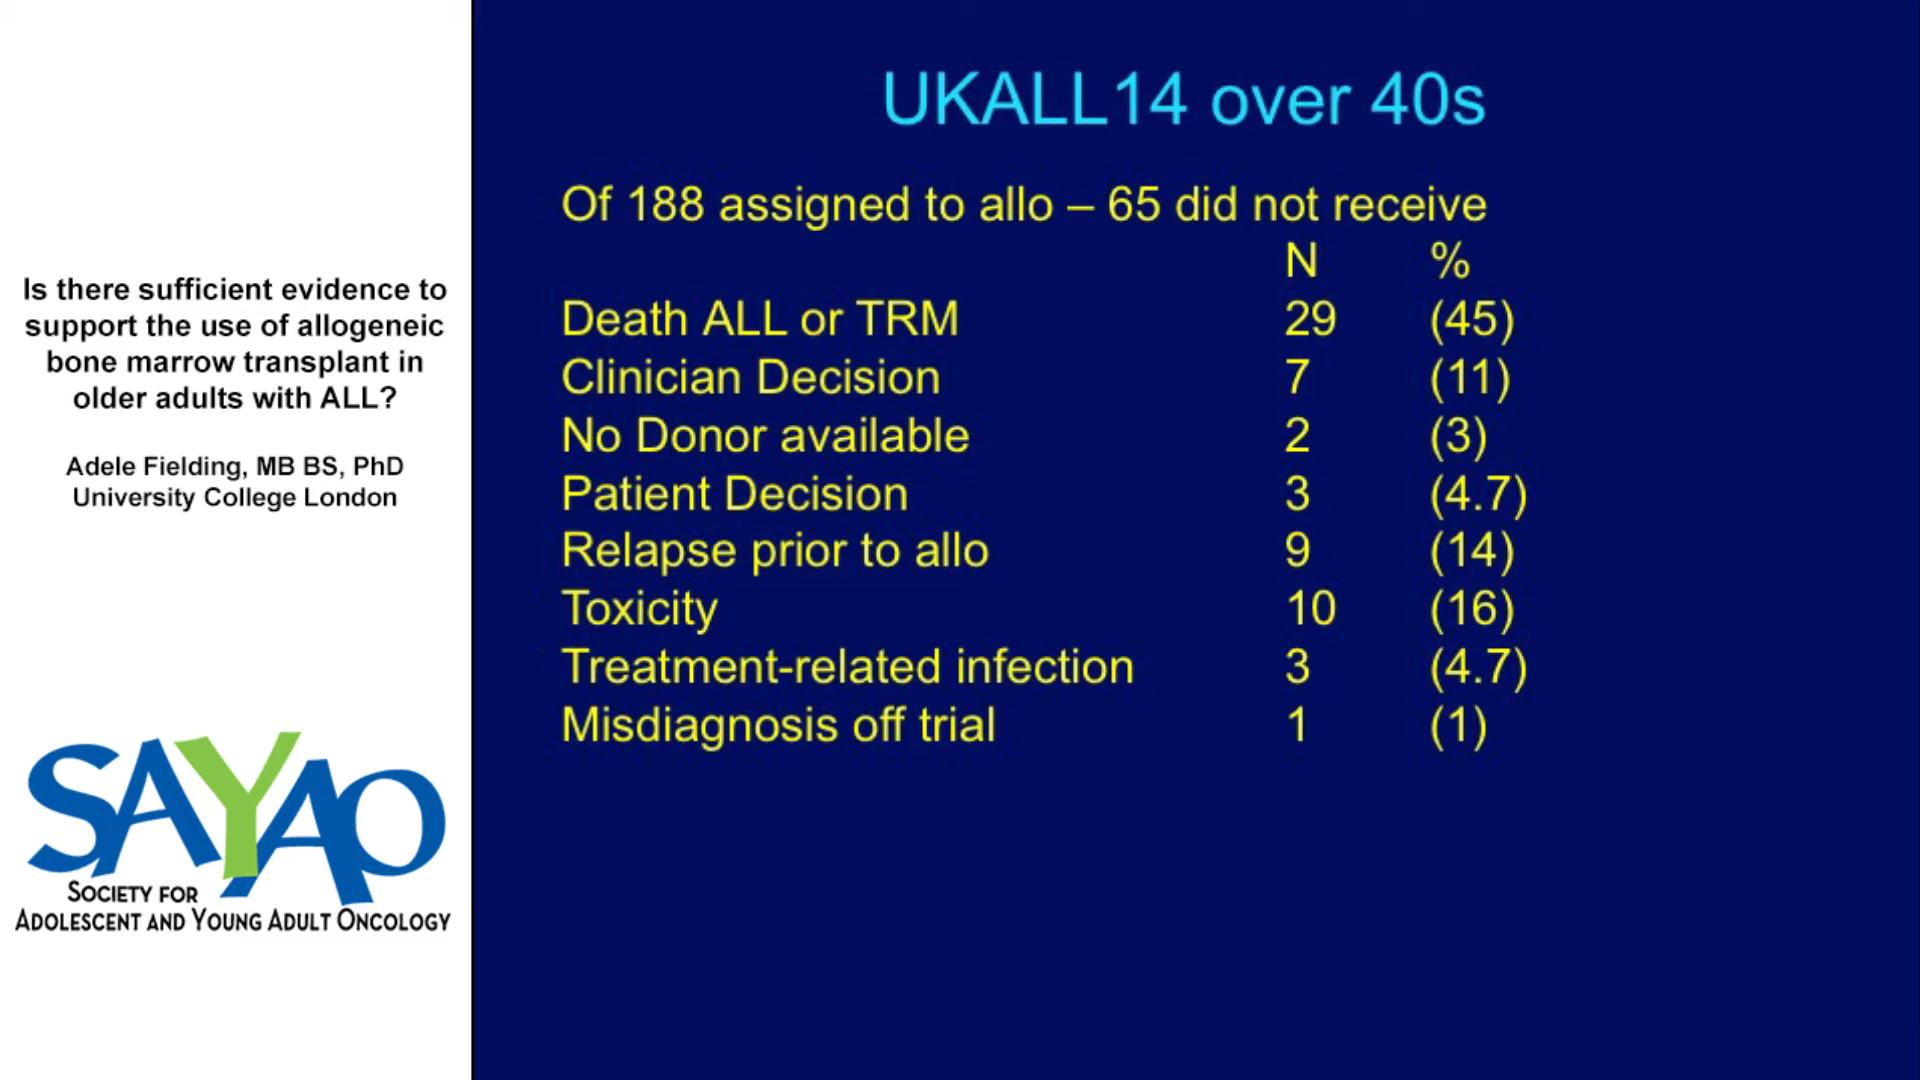 Is there sufficient evidence to
support the use of allogeneic
bone marrow transplant in
older adults with ALL?
Adele Fielding, MB BS, PhD
University College London
SAYAO
SOCIETY FOR
ADOLESCENT AND YOUNG ADULT ONCOLOGY
UKALL14 over 40s
Of 188 assigned to allo – 65 did not receive
N %
Death ALL or TRM 29 (45)
Clinician Decision 7 (11)
No Donor available 2 (3)
Patient Decision 3 (4.7)
Relapse prior to allo 9 (14)
Toxicity 10 (16)
Treatment-related infection 3 (4.7)
Misdiagnosis off trial 1 (1)